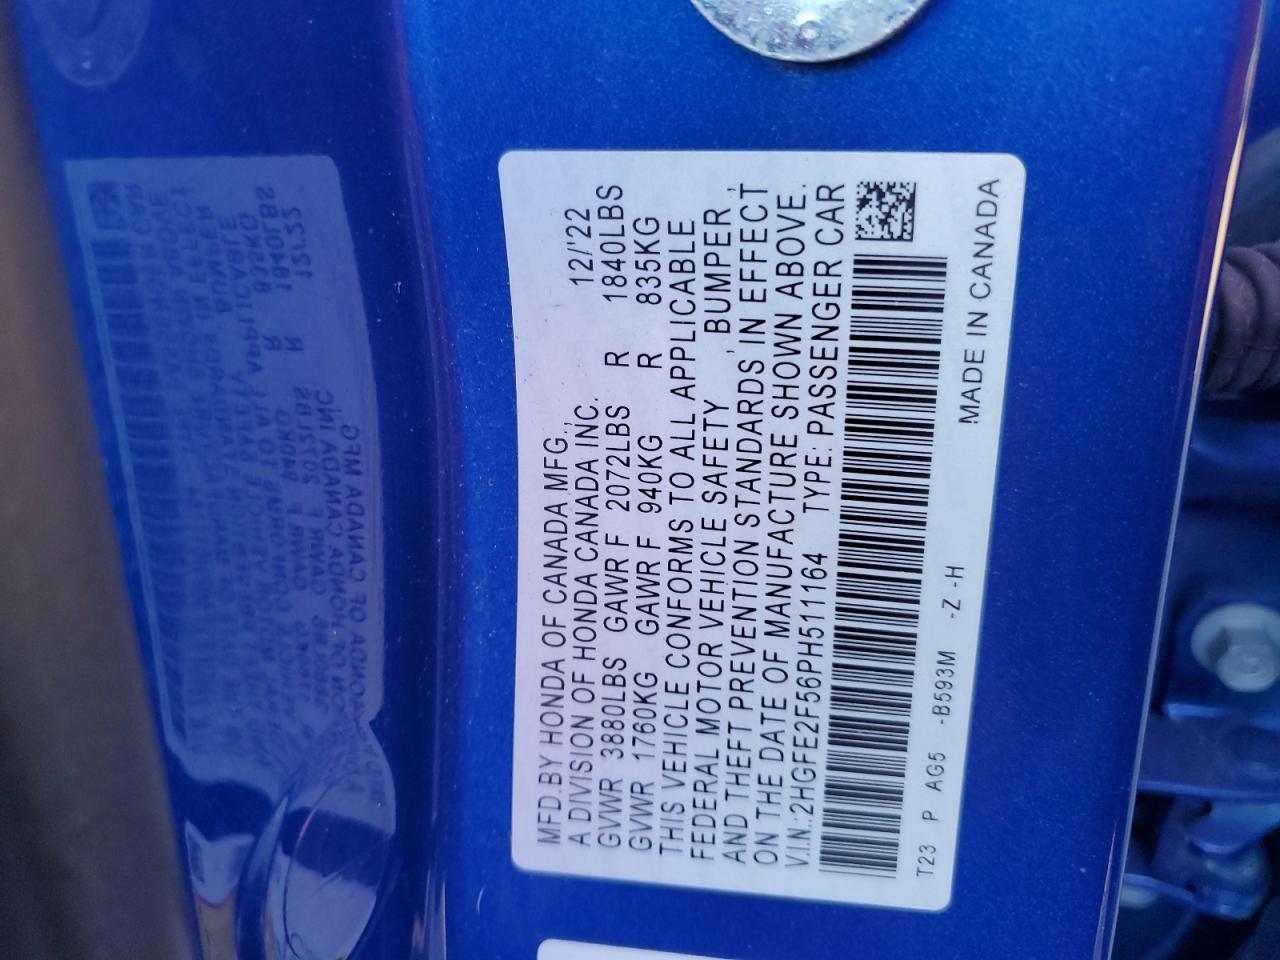 MFD.BY HONDA OF CANADA MFG.,
A DIVISION OF HONDA CANADA INC. 12/'22
GVWR 3880LBS GAWR F 2072LBS R 1840LBS
GVWR 1760KG GAWR F 940KG R 835KG
THIS VEHICLE CONFORMS TO ALL APPLICABLE
FEDERAL MOTOR VEHICLE SAFETY , BUMPER ,
AND THEFT PREVENTION STANDARDS IN EFFECT
ON THE DATE OF MANUFACTURE SHOWN ABOVE.
V.I.N.:2HGFE2F56PH511164 TYPE: PASSENGER CAR
T23 P AG5 -B593M -Z -H
MADE IN CANADA